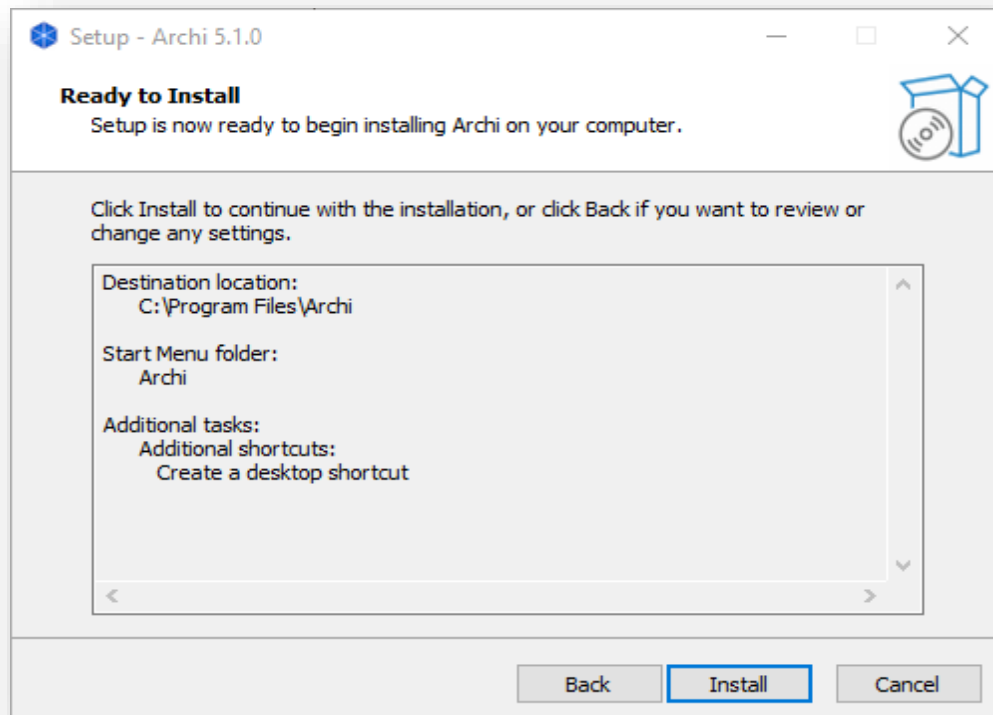 Setup - Archi 5.1.0
Ready to Install
Setup is now ready to begin installing Archi on your computer.
Click Install to continue with the installation, or click Back if you want to review or
change any settings.
Destination location:
C:\Program Files\Archi
Start Menu folder:
Archi
Additional tasks:
Additional shortcuts:
Create a desktop shortcut
Back
Install
Cancel